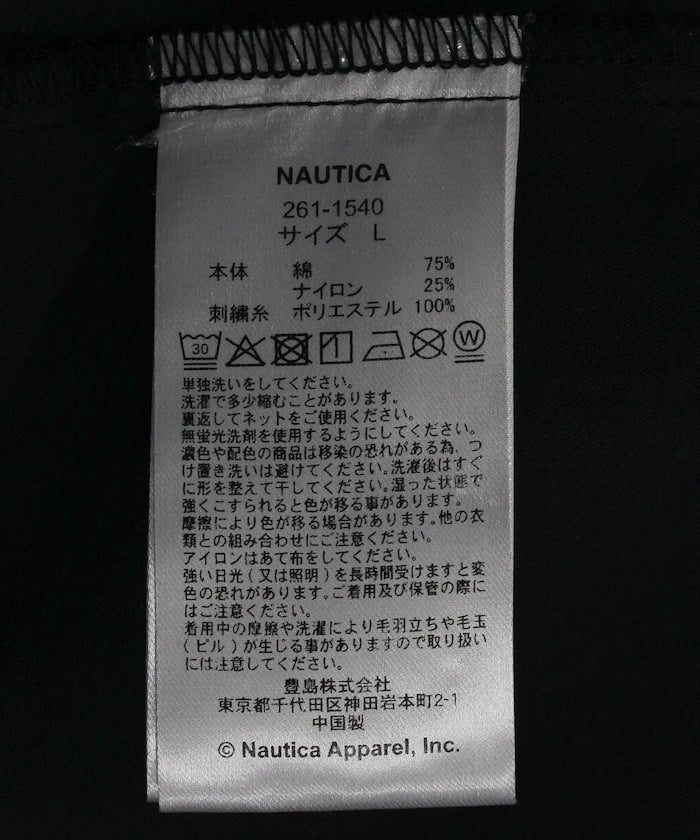 NAUTICA
261-1540
サイズ L
本体 綿 75%
ナイロン 25%
刺繍糸 ポリエステル 100%
30
W
単独洗いをしてください。
洗濯で多少縮むことがあります。
裏返してネットをご使用ください。
無蛍光洗剤を使用するようにしてください。
濃色や配色の商品は移染の恐れがある為、つ
け置き洗いは避けてください。洗濯後はすぐ
に形を整えて干してください。湿った状態で
強くこすられると色が移る事があります。
摩擦により色が移る場合があります。他の衣
類との組み合わせにご注意ください。
アイロンはあて布をしてください。
強い日光(又は照明)を長時間受けますと変
色の恐れがあります。ご着用及び保管の際に
はご注意ください。
着用中の摩擦や洗濯により毛羽立ちや毛玉
(ピル)が生じる事がありますので取り扱い
には注意してください。
豊島株式会社
東京都千代田区神田岩本町2-1
中国製
© Nautica Apparel, Inc.